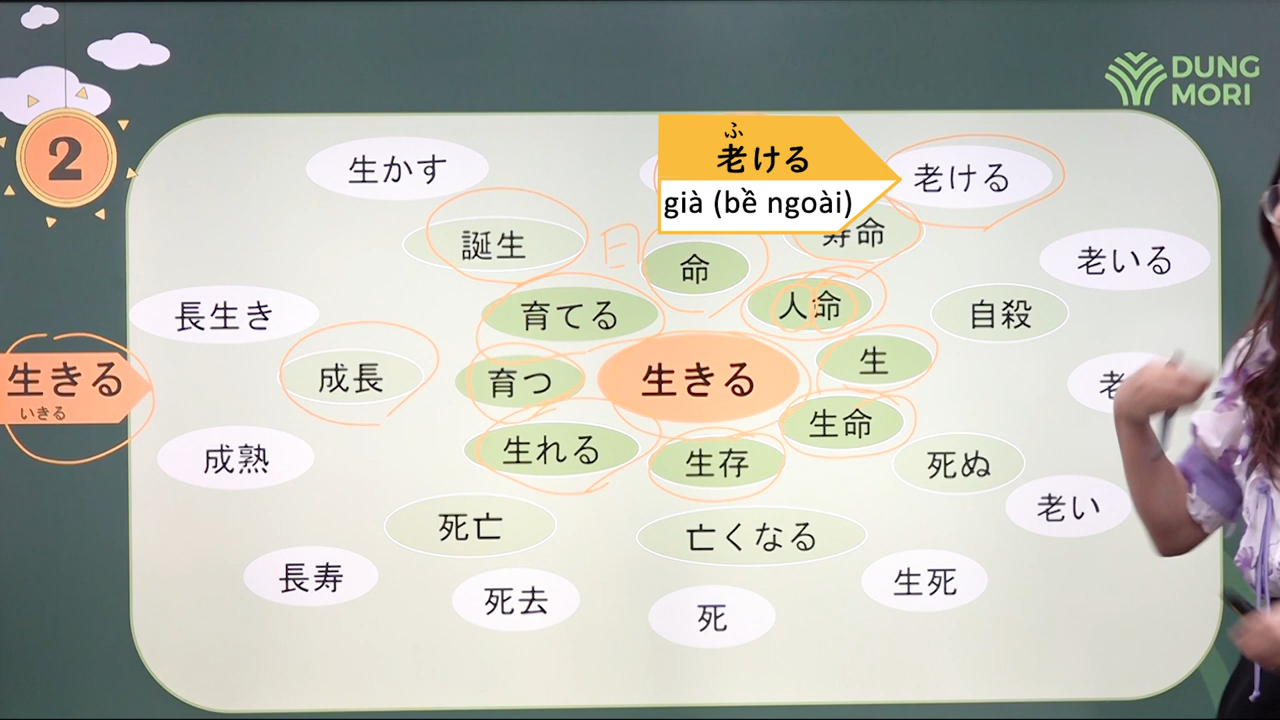 DUNG
MORI
2
生かす
ふ
老ける
già (bề ngoài)
老ける
誕生
日
命
寿命
老いる
長生き
育てる
人命
自殺
生きる
いきる
成長
育つ
生きる
生
老
成熟
生れる
生存
生命
死ぬ
老い
死亡
亡くなる
長寿
死去
死
生死